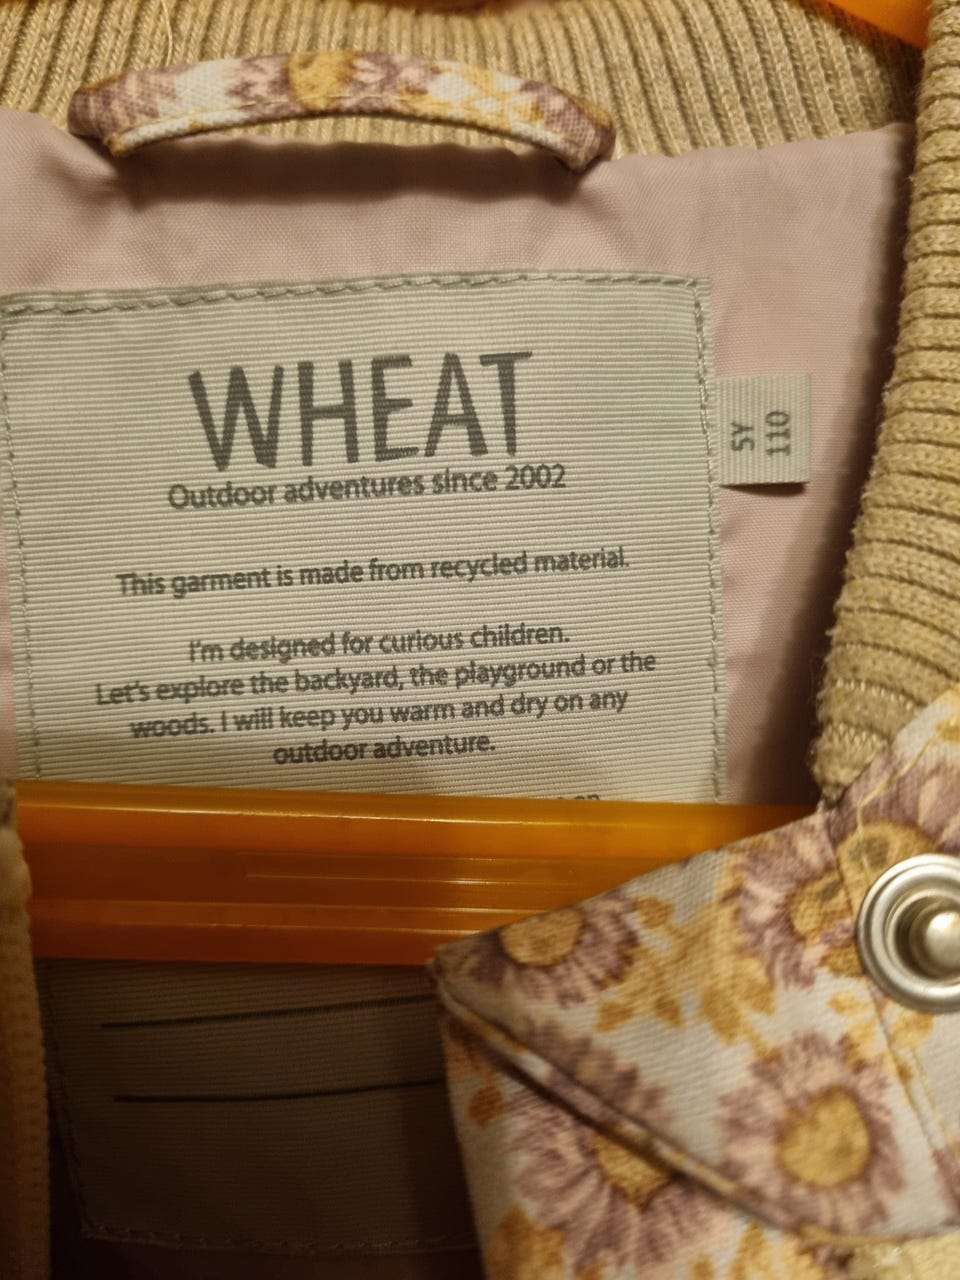 WHEAT
Outdoor adventures since 2002
5Y
110
This garment is made from recycled material.
I'm designed for curious children.
Let's explore the backyard, the playground or the
woods. I will keep you warm and dry on any
outdoor adventure.